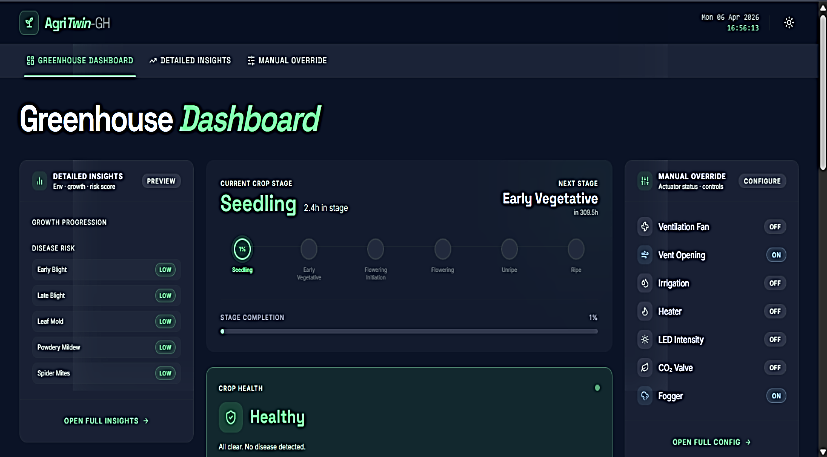 AgriTwin-GH
Mon 06 Apr 2026
16:56:13
GREENHOUSE DASHBOARD
DETAILED INSIGHTS
MANUAL OVERRIDE
Greenhouse Dashboard
DETAILED INSIGHTS
Env · growth · risk score
PREVIEW
GROWTH PROGRESSION
DISEASE RISK
Early Blight LOW
Late Blight LOW
Leaf Mold LOW
Powdery Mildew LOW
Spider Mites LOW
OPEN FULL INSIGHTS →
CURRENT CROP STAGE
Seedling 2.4h in stage
NEXT STAGE
Early Vegetative
in 309.5h
1%
Seedling
Early
Vegetative
Flowering
Initiation
Flowering
Unripe
Ripe
STAGE COMPLETION 1%
CROP HEALTH
Healthy
All clear. No disease detected.
MANUAL OVERRIDE
Actuator status · controls
CONFIGURE
Ventilation Fan OFF
Vent Opening ON
Irrigation OFF
Heater OFF
LED Intensity OFF
CO₂ Valve OFF
Fogger ON
OPEN FULL CONFIG →